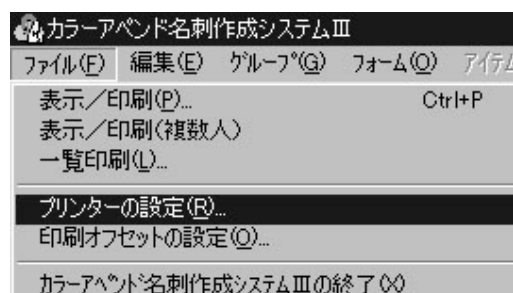 カラーアペンド名刺作成システムⅢ
ファイル(F) 編集(E) グループ(G) フォーム(O) アイテム
表示/印刷(P)... Ctrl+P
表示/印刷(複数人)
一覧印刷(L)...
プリンターの設定(R)...
印刷オフセットの設定(O)...
カラーアペンド名刺作成システムⅢの終了(X)